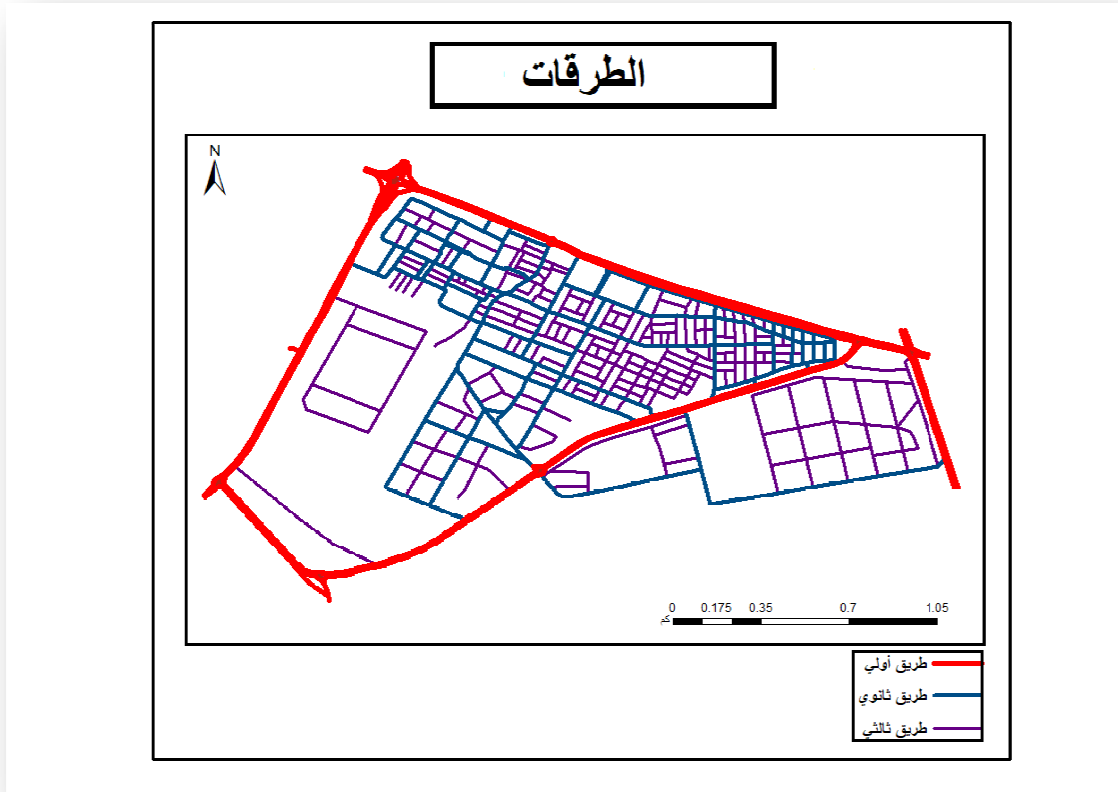 الطرقات
N
0 0.175 0.35 0.7 1.05
كم
طريق أولي
طريق ثانوي
طريق ثالثي